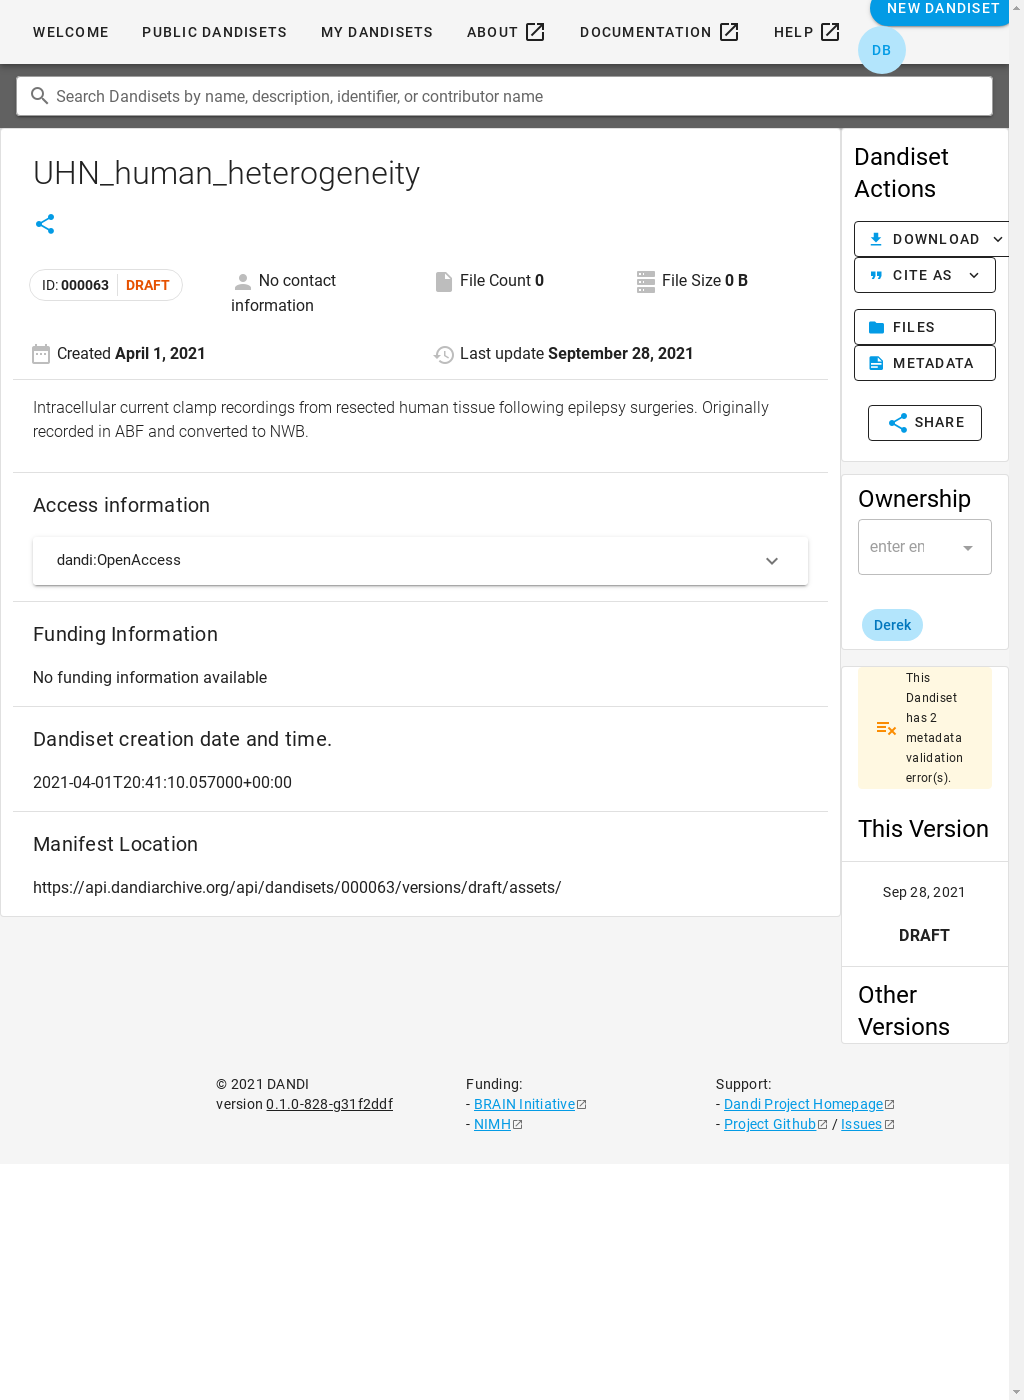 WELCOME
PUBLIC DANDISETS
MY DANDISETS
ABOUT
DOCUMENTATION
HELP
NEW DANDISET
DB
Search Dandisets by name, description, identifier, or contributor name
UHN_human_heterogeneity
ID: 000063 DRAFT
No contact
information
File Count 0
File Size 0 B
Created April 1, 2021
Last update September 28, 2021
Intracellular current clamp recordings from resected human tissue following epilepsy surgeries. Originally
recorded in ABF and converted to NWB.
Access information
dandi:OpenAccess
Funding Information
No funding information available
Dandiset creation date and time.
2021-04-01T20:41:10.057000+00:00
Manifest Location
https://api.dandiarchive.org/api/dandisets/000063/versions/draft/assets/
Dandiset
Actions
DOWNLOAD
CITE AS
FILES
METADATA
SHARE
Ownership
enter en
Derek
This
Dandiset
has 2
metadata
validation
error(s).
This Version
Sep 28, 2021
DRAFT
Other
Versions
© 2021 DANDI
version 0.1.0-828-g31f2ddf
Funding:
- BRAIN Initiative
- NIMH
Support:
- Dandi Project Homepage
- Project Github / Issues